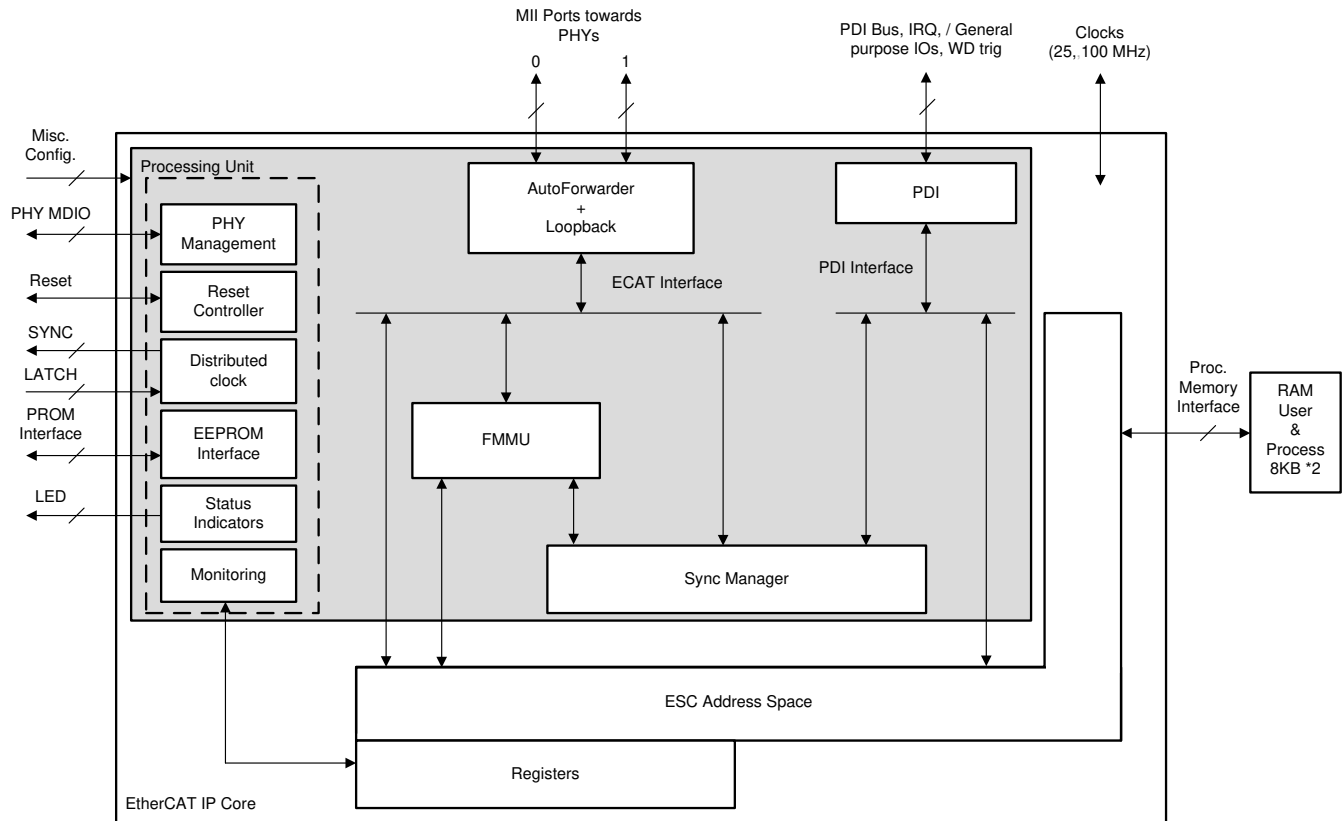 MII Ports towards
PHYs
0
1
PDI Bus, IRQ, / General
purpose IOs, WD trig
Clocks
(25,,100 MHz)
Misc.
Config.
Processing Unit
PHY MDIO
PHY
Management
Reset
Reset
Controller
SYNC
LATCH
Distributed
clock
PROM
Interface
EEPROM
Interface
LED
Status
Indicators
Monitoring
AutoForwarder
+
Loopback
ECAT Interface
PDI
PDI Interface
FMMU
Sync Manager
Proc.
Memory
Interface
RAM
User
&
Process
8KB *2
ESC Address Space
Registers
EtherCAT IP Core